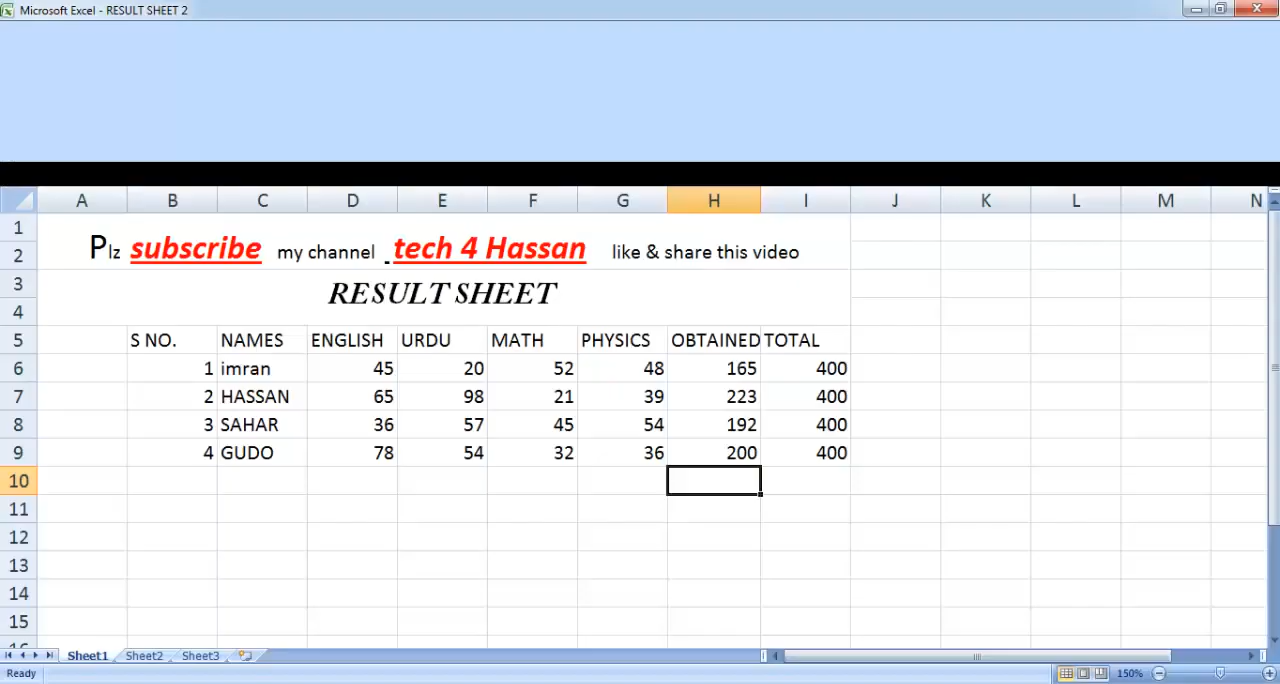 Microsoft Excel - RESULT SHEET 2
A B C D E F G H I J K L M N
1
2 Plz subscribe my channel tech 4 Hassan like & share this video
3 RESULT SHEET
4
5 S NO. NAMES ENGLISH URDU MATH PHYSICS OBTAINED TOTAL
6 1 imran 45 20 52 48 165 400
7 2 HASSAN 65 98 21 39 223 400
8 3 SAHAR 36 57 45 54 192 400
9 4 GUDO 78 54 32 36 200 400
10
11
12
13
14
15
16
Sheet1 Sheet2 Sheet3
Ready 150%